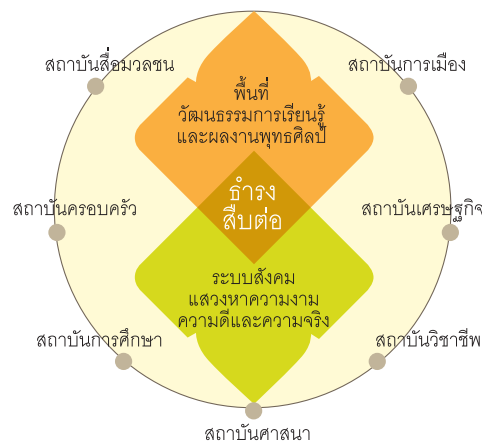 สถาบันสื่อมวลชน
สถาบันการเมือง
พื้นที่
วัฒนธรรมการเรียนรู้
และผลงานพุทธศิลป์
ธำรง
สืบต่อ
สถาบันครอบครัว
สถาบันเศรษฐกิจ
ระบบสังคม
แสวงหาความงาม
ความดีและความจริง
สถาบันการศึกษา
สถาบันวิชาชีพ
สถาบันศาสนา